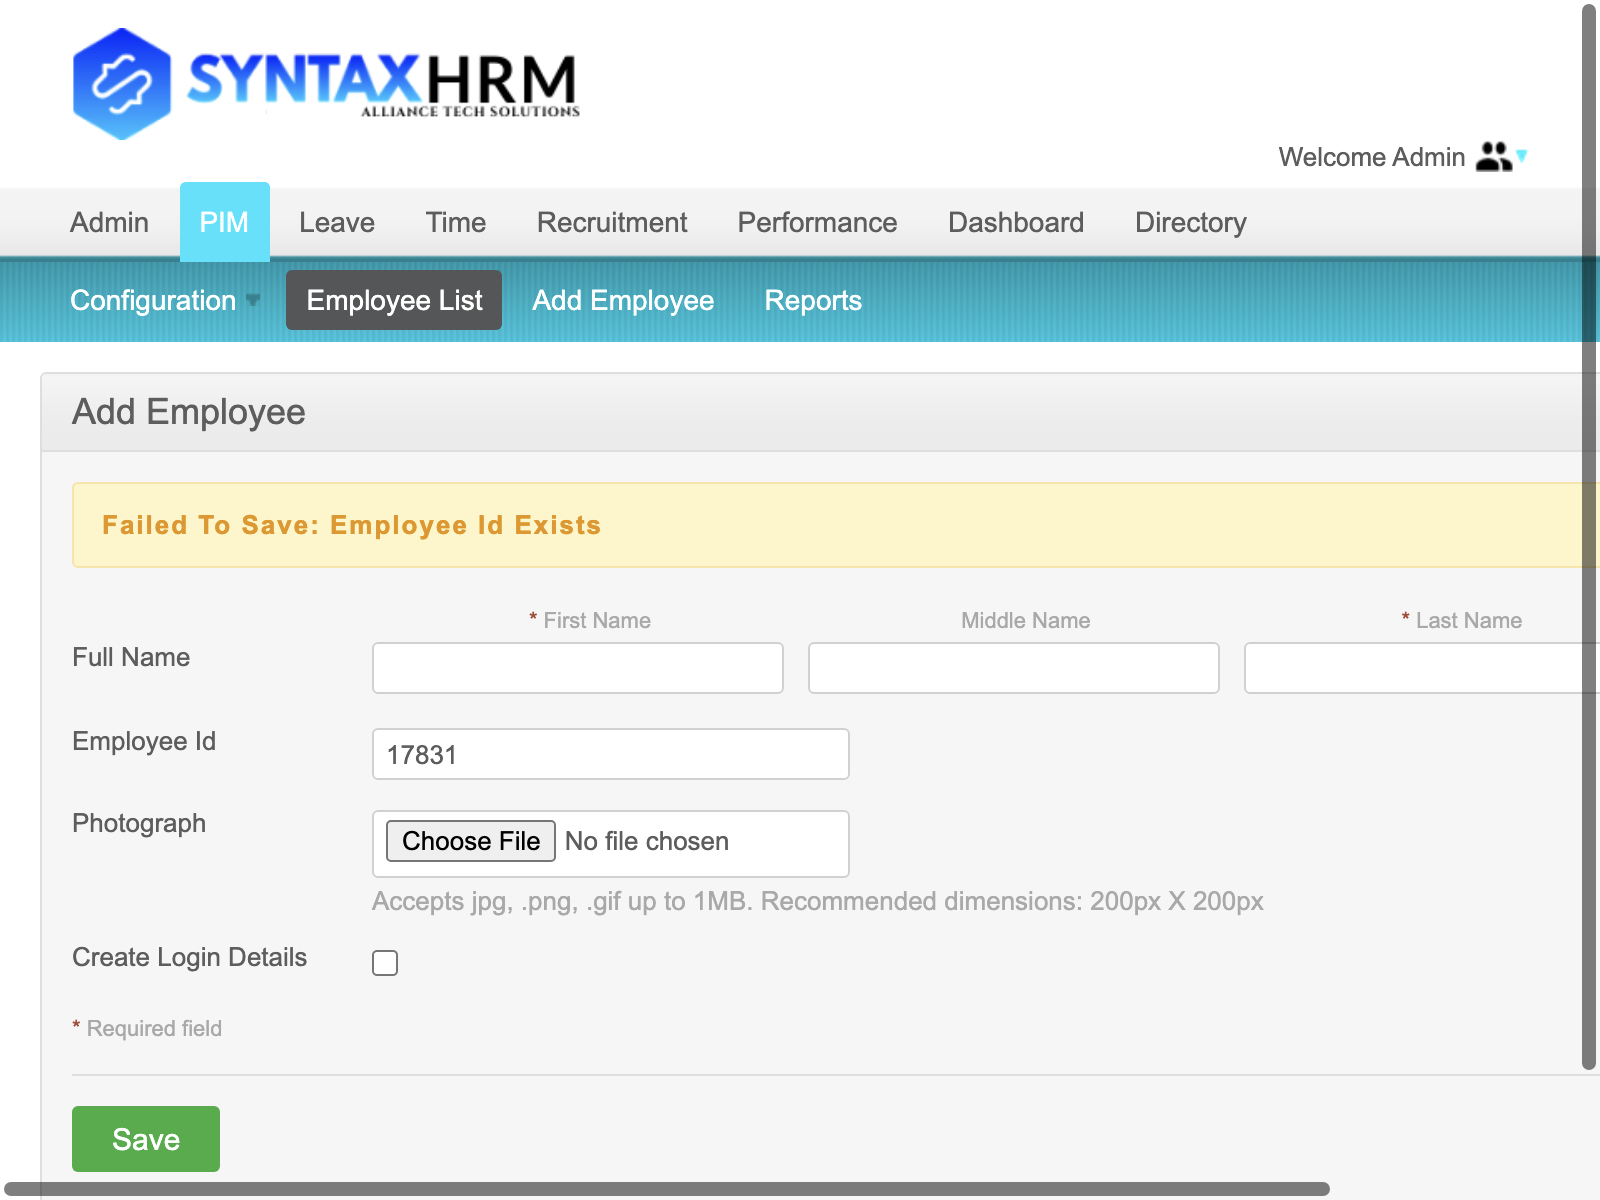 SYNTAXHRM
ALLIANCE TECH SOLUTIONS
Welcome Admin
Admin PIM Leave Time Recruitment Performance Dashboard Directory
Configuration Employee List Add Employee Reports
Add Employee
Failed To Save: Employee Id Exists
* First Name Middle Name * Last Name
Full Name
Employee Id 17831
Photograph Choose File No file chosen
Accepts jpg, .png, .gif up to 1MB. Recommended dimensions: 200px X 200px
Create Login Details
* Required field
Save